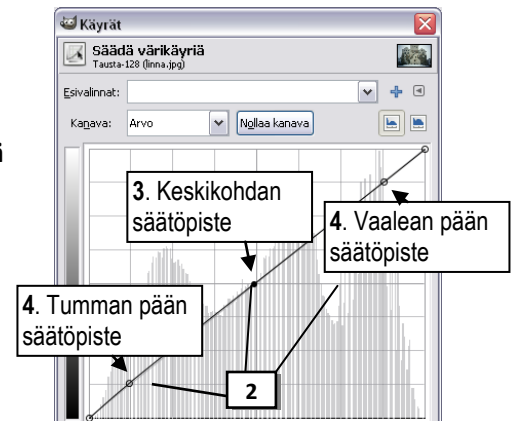 Käyrät
Säädä värikäyriä
Tausta-128 (linna.jpg)
Esivalinnat:
Kanava: Arvo Nollaa kanava
ä
3. Keskikohdan
säätöpiste
4. Vaalean pään
säätöpiste
4. Tumman pään
säätöpiste
2